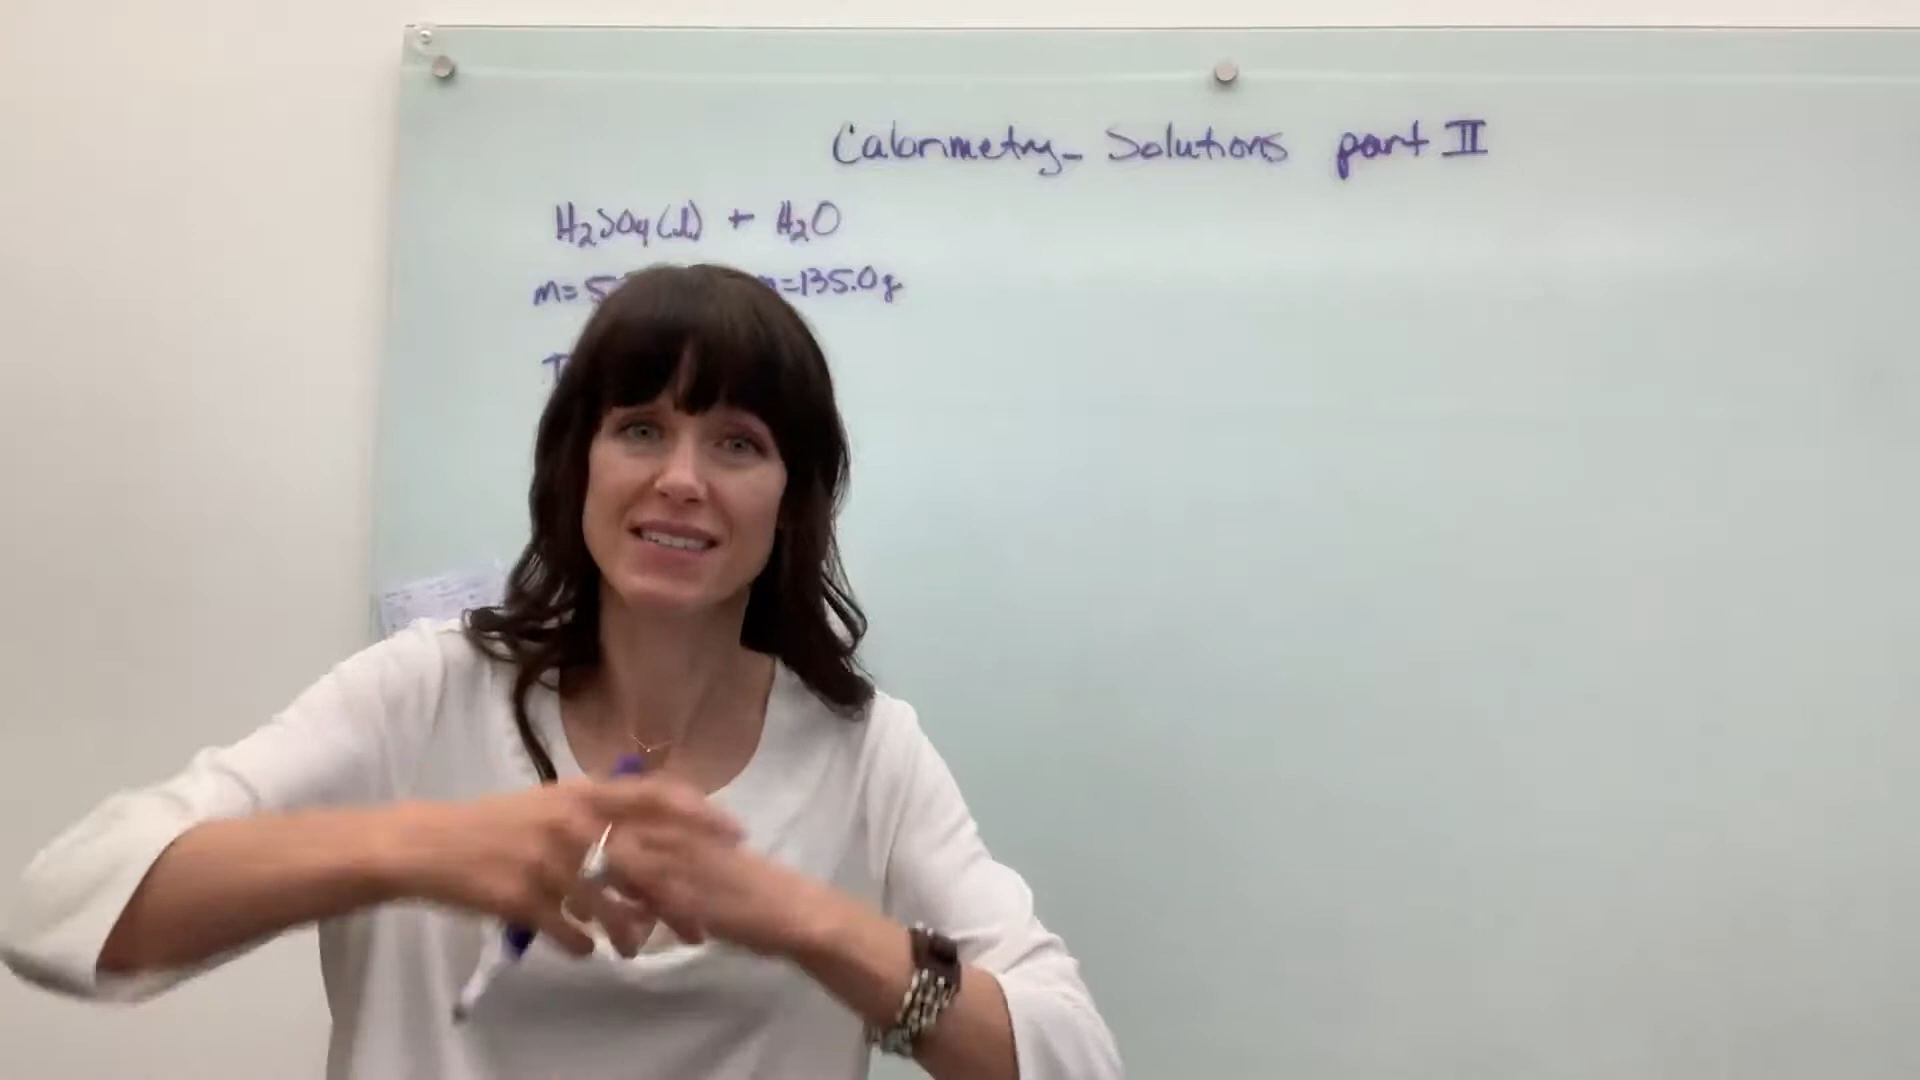 Calorimetry - Solutions part II
H₂SO₄(l) + H₂O
m= =135.0g